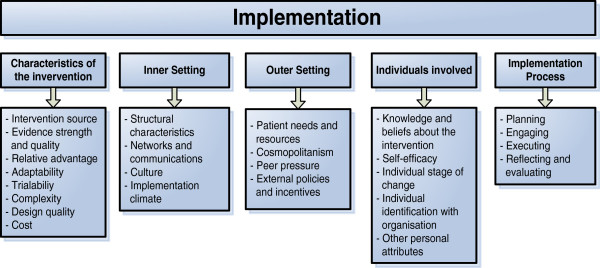 Implementation
Characteristics of
the invervention
- Intervention source
- Evidence strength
and quality
- Relative advantage
- Adaptability
- Trialabiliy
- Complexity
- Design quality
- Cost
Inner Setting
- Structural
characteristics
- Networks and
communications
- Culture
- Implementation
climate
Outer Setting
- Patient needs and
resources
- Cosmopolitanism
- Peer pressure
- External policies
and incentives
Individuals involved
- Knowledge and
beliefs about the
intervention
- Self-efficacy
- Individual stage of
change
- Individual
identification with
organisation
- Other personal
attributes
Implementation
Process
- Planning
- Engaging
- Executing
- Reflecting and
evaluating